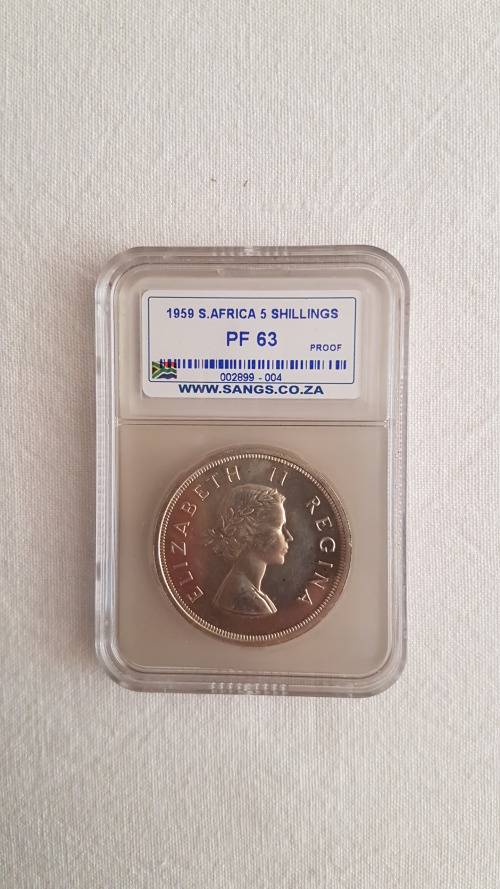 1959 S.AFRICA 5 SHILLINGS
PF 63
PROOF
002899 - 004
WWW.SANGS.CO.ZA
ELIZABETH II REGINA